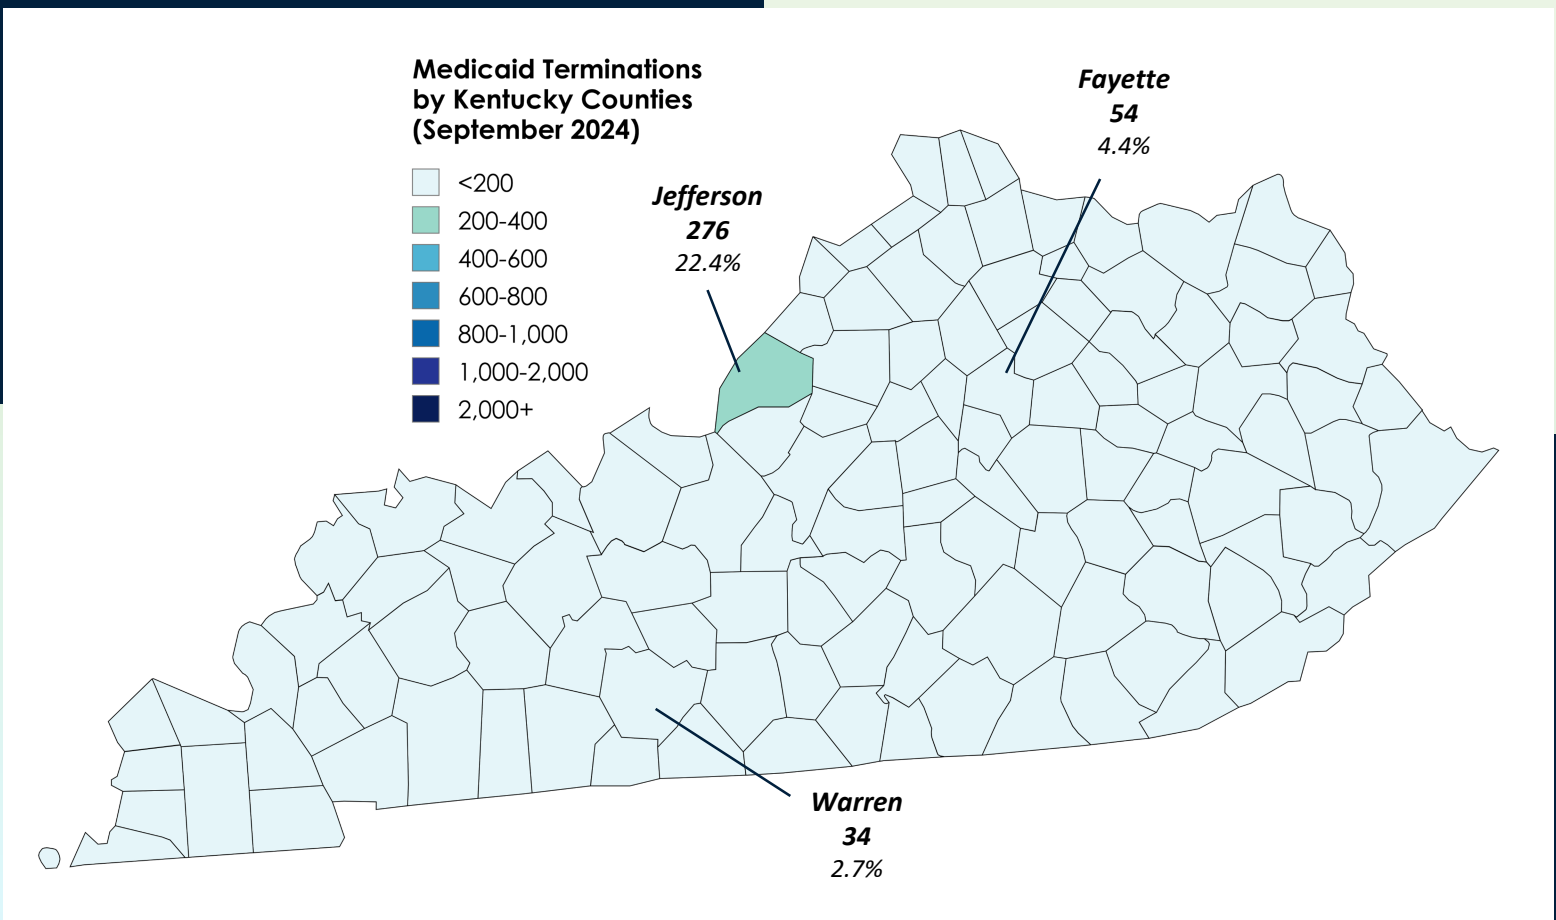 Medicaid Terminations
by Kentucky Counties
(September 2024)
<200
200-400
400-600
600-800
800-1,000
1,000-2,000
2,000+
Jefferson
276
22.4%
Fayette
54
4.4%
Warren
34
2.7%